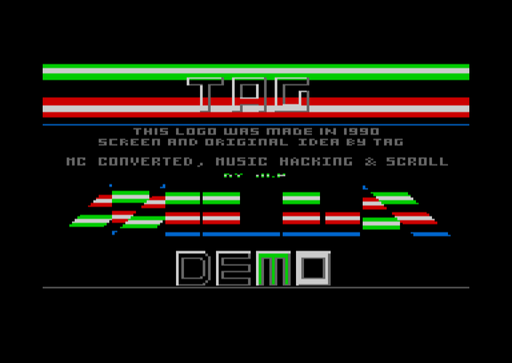 TAG
THIS LOGO WAS MADE IN 1990
SCREEN AND ORIGINAL IDEA BY TAG
MC CONVERTED, MUSIC HACKING & SCROLL
DEMO